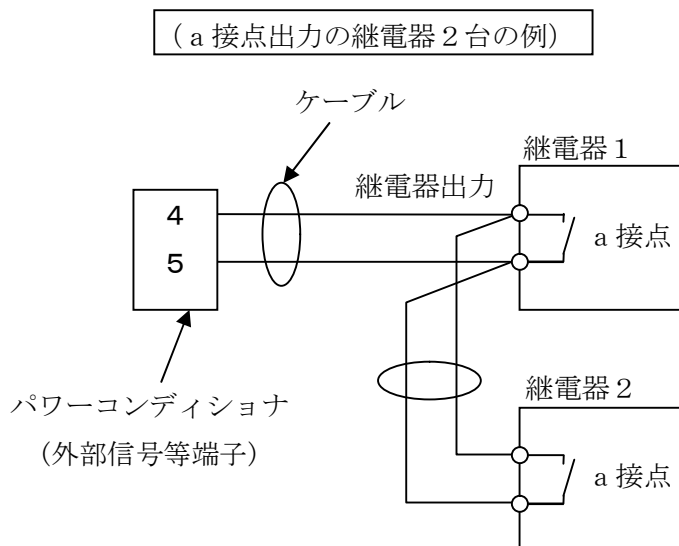 （ａ接点出力の継電器２台の例）
ケーブル
継電器１
継電器出力
４
５
ａ接点
パワーコンディショナ
（外部信号等端子）
継電器２
ａ接点